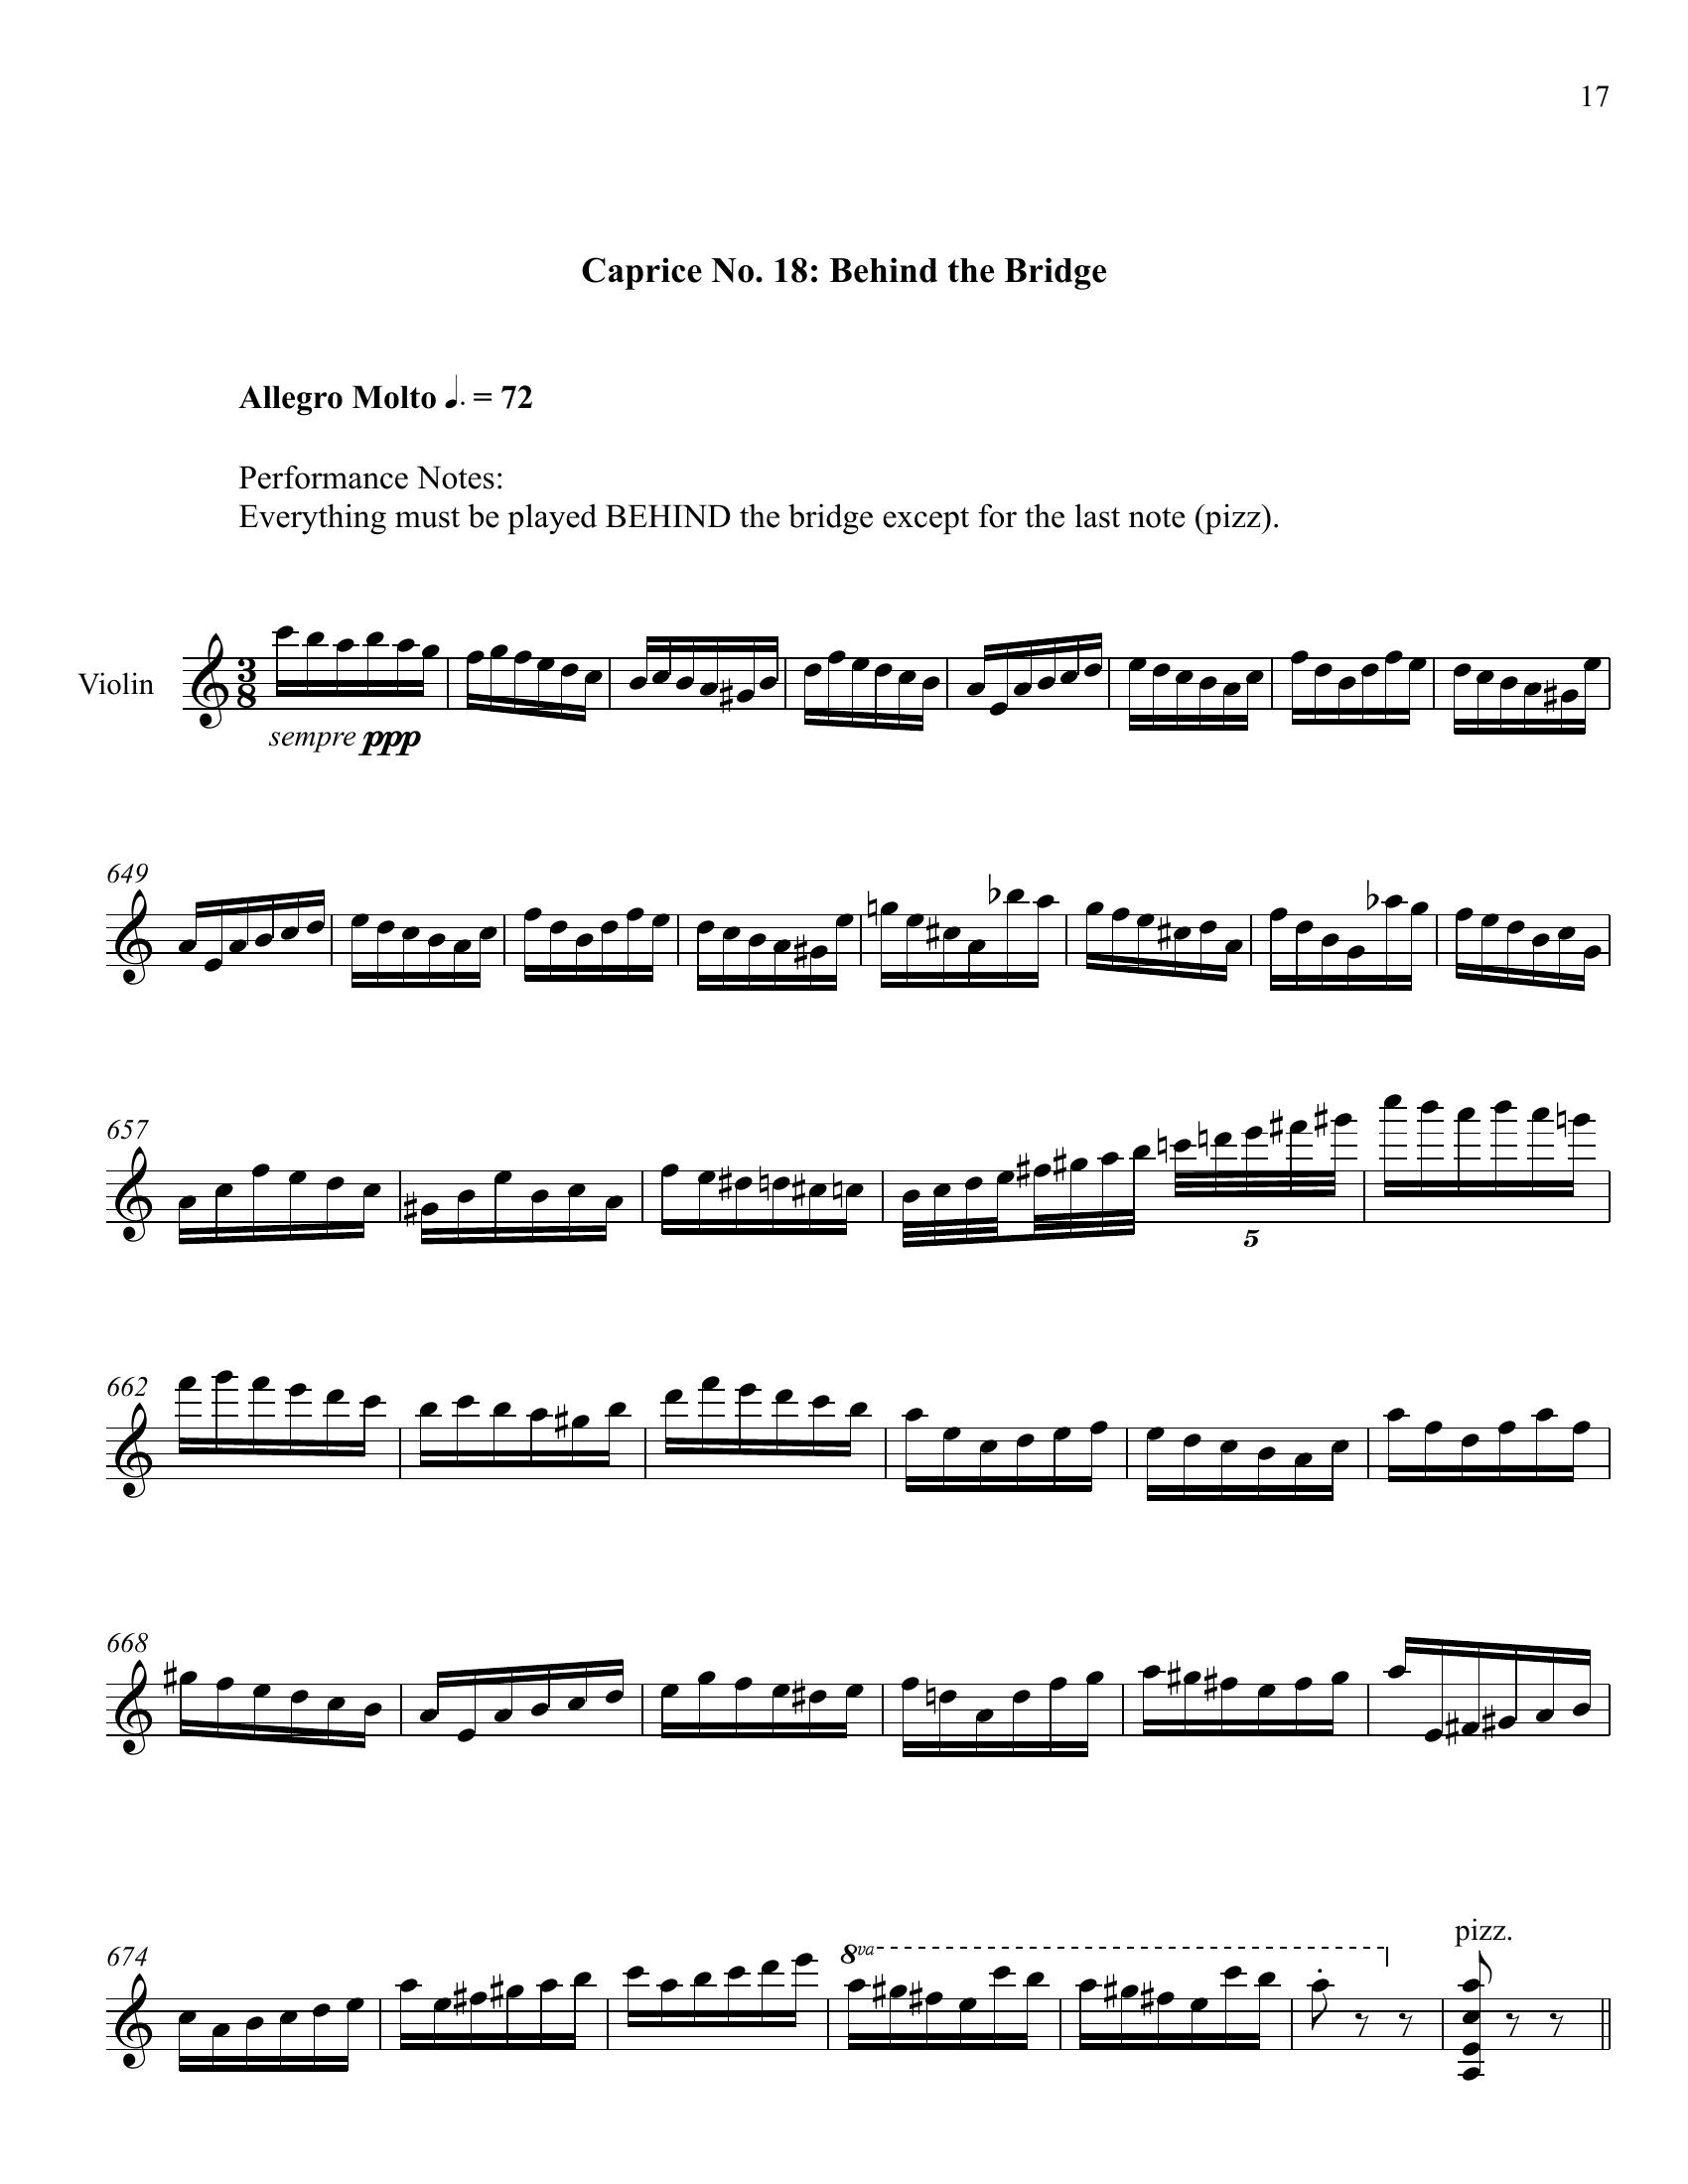 17
Caprice No. 18: Behind the Bridge
Allegro Molto ♩. = 72
Performance Notes:
Everything must be played BEHIND the bridge except for the last note (pizz).
Violin
3
8
sempre ppp
649
657
5
662
668
674
8va
pizz.